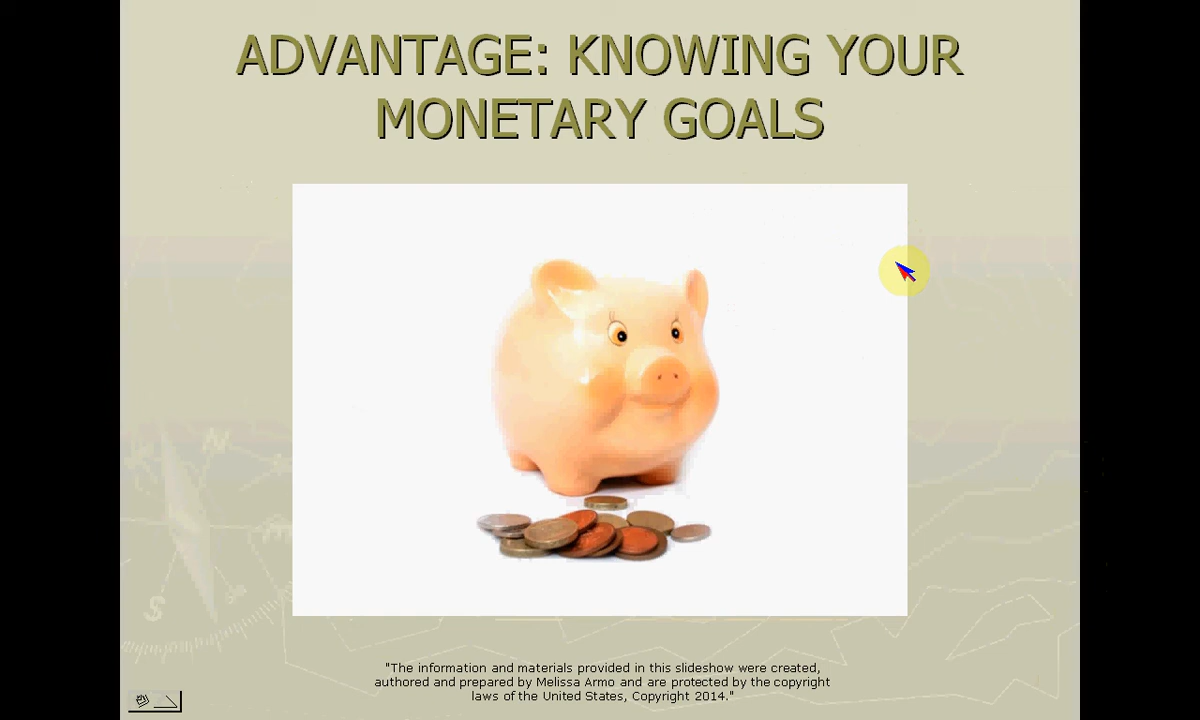 ADVANTAGE: KNOWING YOUR
MONETARY GOALS
N
S
"The information and materials provided in this slideshow were created,
authored and prepared by Melissa Armo and are protected by the copyright
laws of the United States, Copyright 2014."